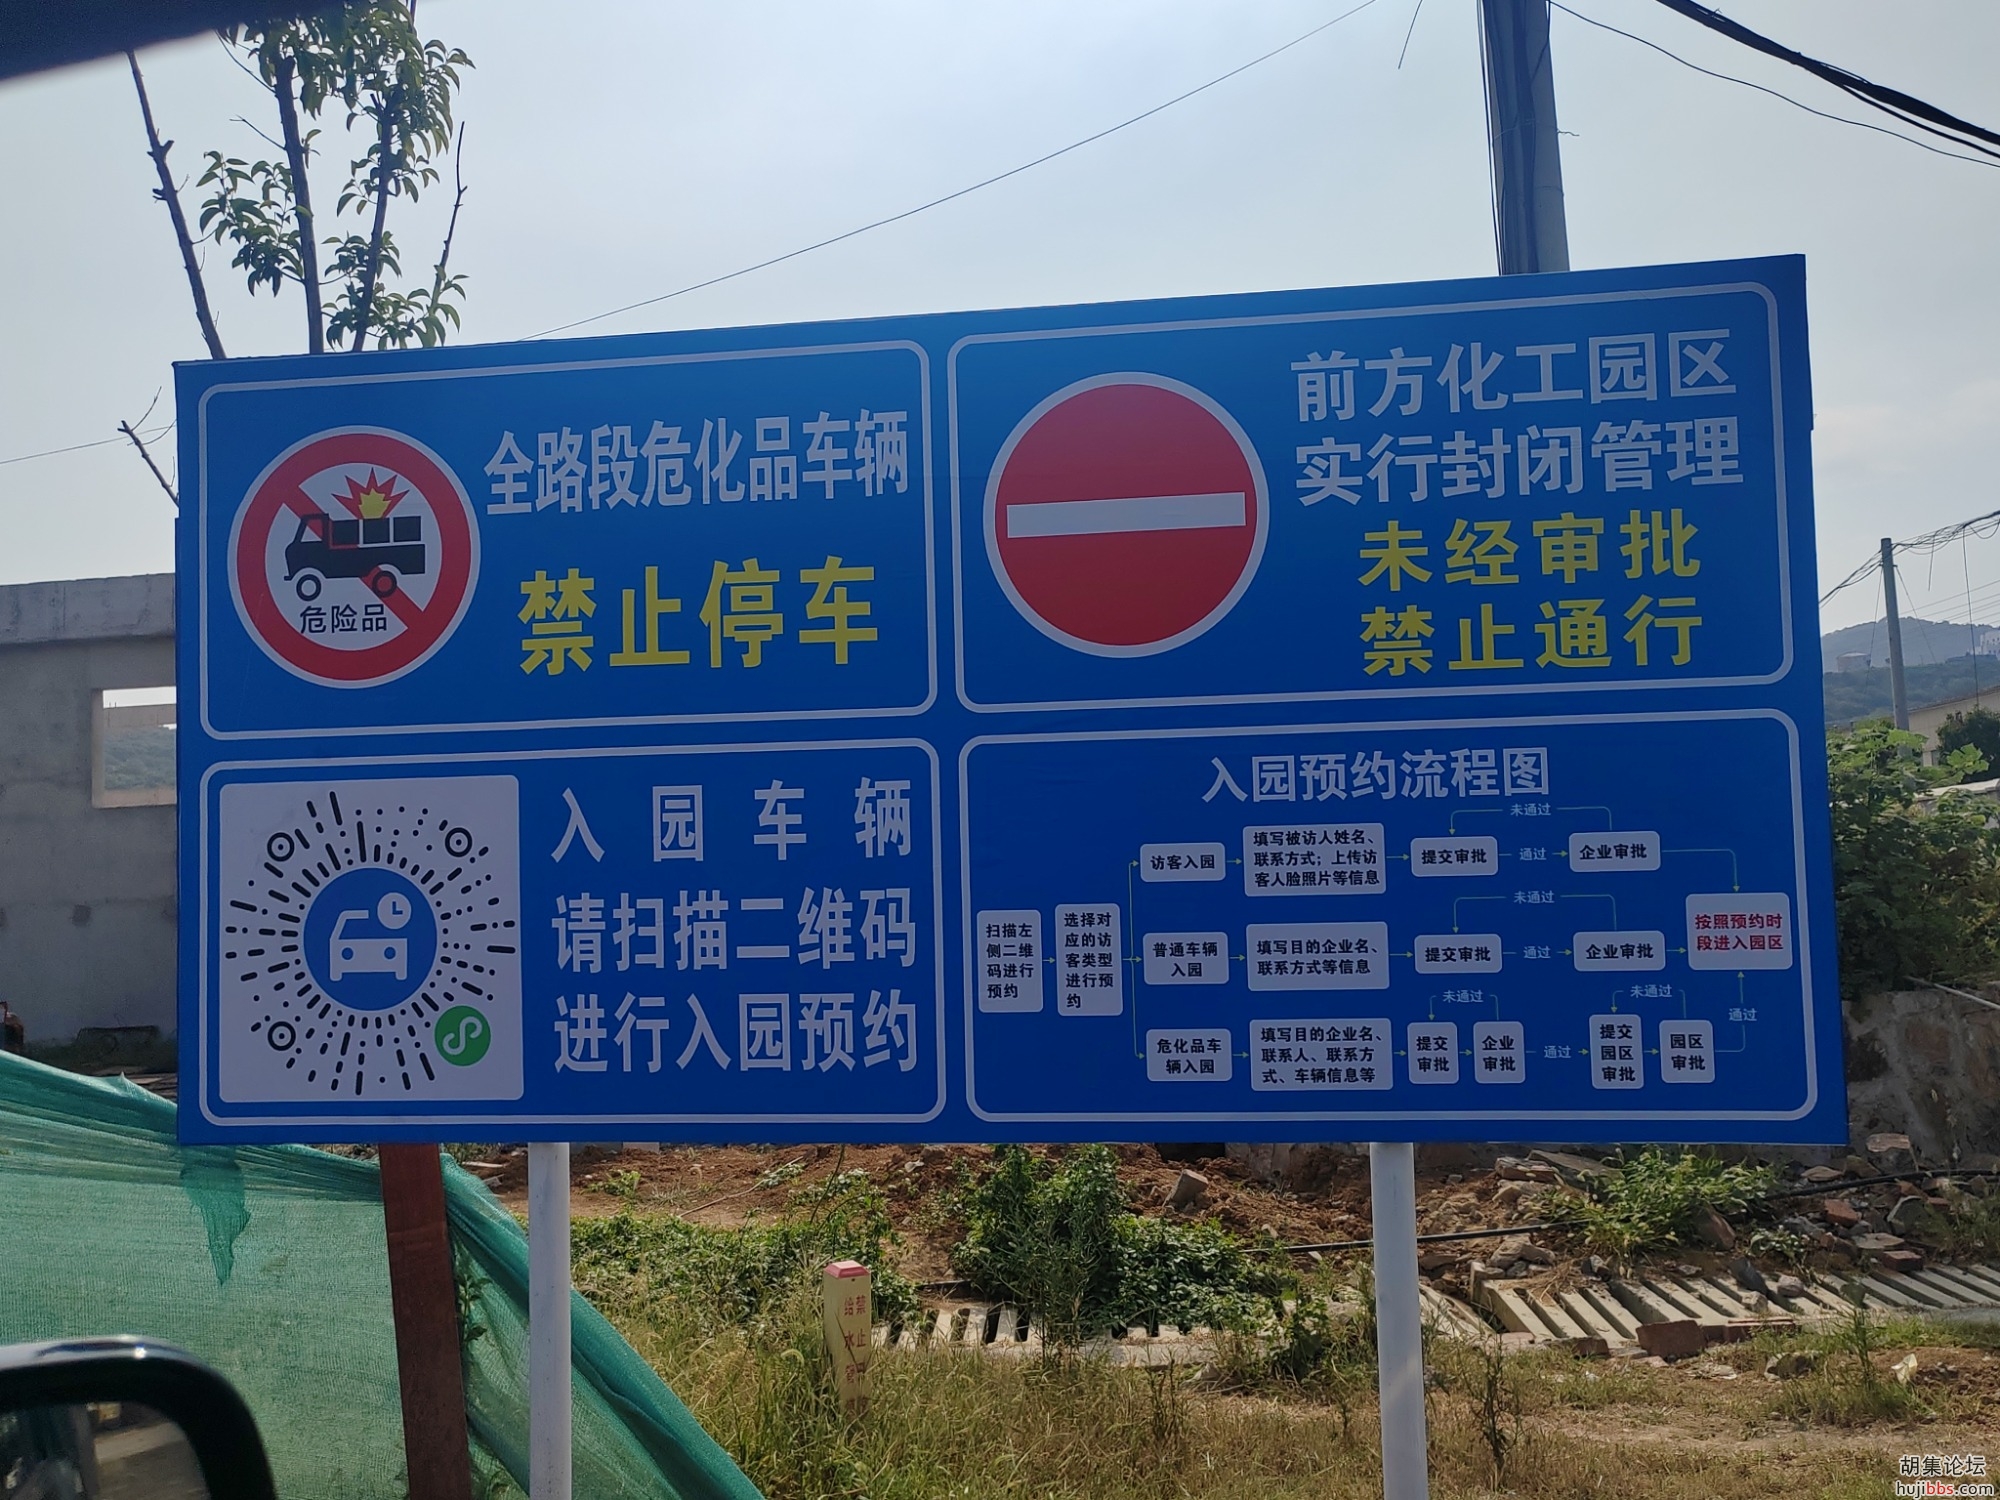 全路段危化品车辆
禁止停车
危险品
前方化工园区
实行封闭管理
未经审批
禁止通行
入园车辆
请扫描二维码
进行入园预约
入园预约流程图
扫描左
侧二维
码进行
预约
选择对
应的访
客类型
进行预
约
访客入园
填写被访人姓名、
联系方式；上传访
客人脸照片等信息
提交审批
未通过
通过
企业审批
普通车辆
入园
填写目的企业名、
联系方式等信息
提交审批
未通过
通过
企业审批
危化品车
辆入园
填写目的企业名、
联系人、联系方
式、车辆信息等
提交
审批
未通过
企业
审批
通过
提交
园区
审批
未通过
园区
审批
通过
按照预约时
段进入园区
禁止
给水管
胡集论坛
hujibbs.com